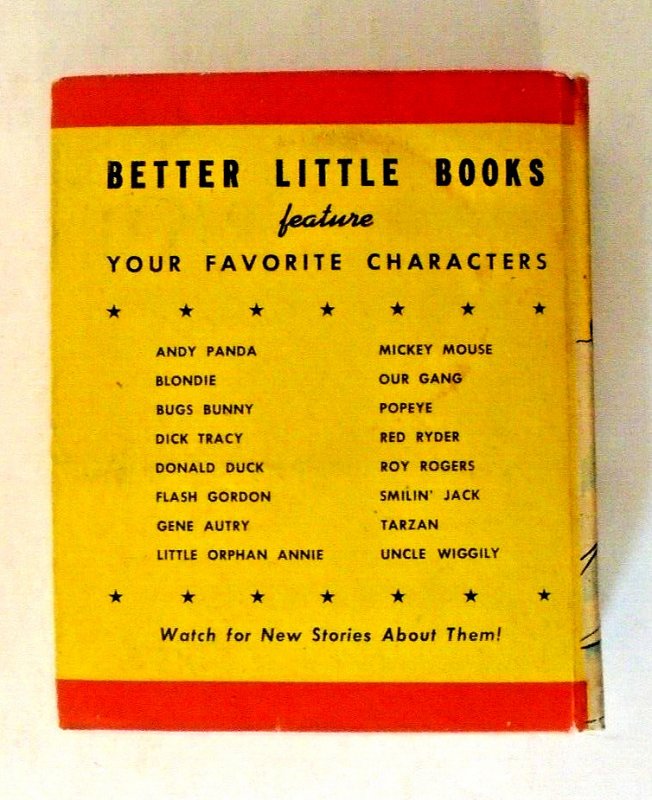 BETTER LITTLE BOOKS
feature
YOUR FAVORITE CHARACTERS
ANDY PANDA
BLONDIE
BUGS BUNNY
DICK TRACY
DONALD DUCK
FLASH GORDON
GENE AUTRY
LITTLE ORPHAN ANNIE
MICKEY MOUSE
OUR GANG
POPEYE
RED RYDER
ROY ROGERS
SMILIN' JACK
TARZAN
UNCLE WIGGILY
Watch for New Stories About Them!